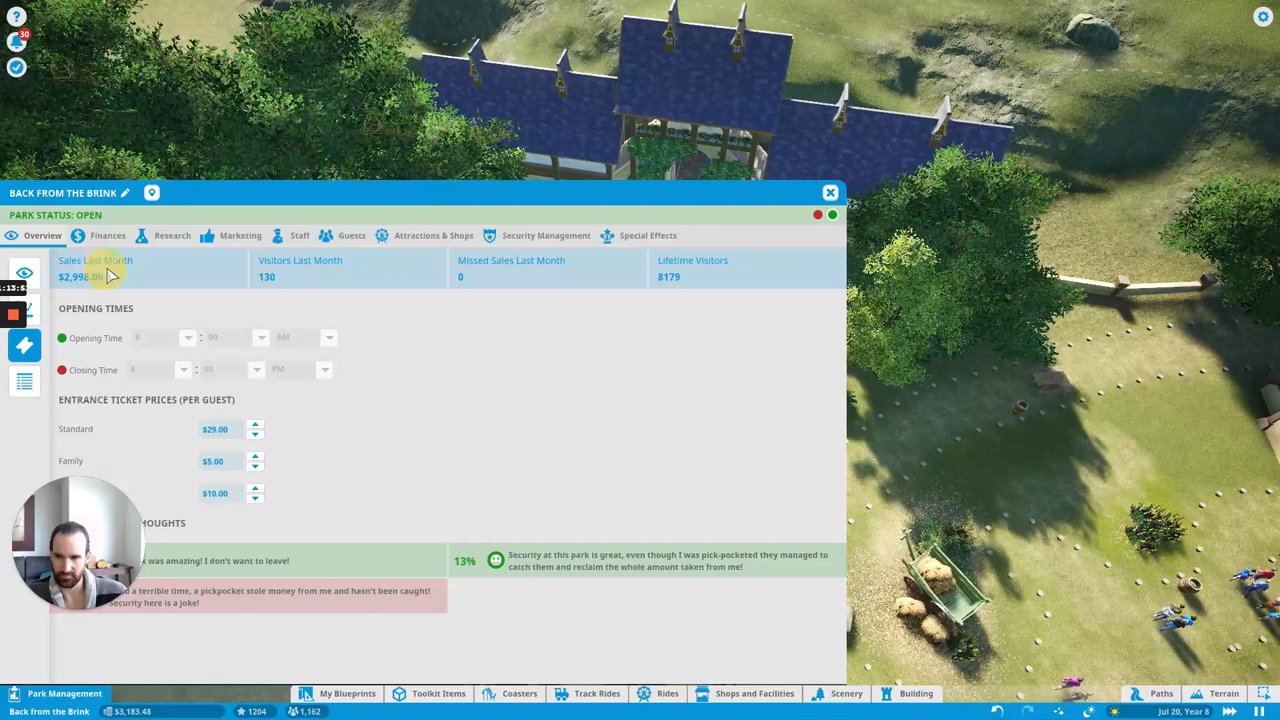 ?
30
BACK FROM THE BRINK
PARK STATUS: OPEN
Overview Finances Research Marketing Staff Guests Attractions & Shops Security Management Special Effects
Sales Last Month Visitors Last Month Missed Sales Last Month Lifetime Visitors
130 0 8179
OPENING TIMES
Opening Time : 00 AM
Closing Time 6 : 00 PM
ENTRANCE TICKET PRICES (PER GUEST)
Standard $29.00
Family $5.00
$10.00
was amazing! I don't want to leave!
13% Security at this park is great, even though I was pick-pocketed they managed to
catch them and reclaim the whole amount taken from me!
a terrible time, a pickpocket stole money from me and hasn't been caught!
Security here is a joke!
Park Management My Blueprints Toolkit Items Coasters Track Rides Rides Shops and Facilities Scenery Building Paths Terrain
Back from the Brink $3,183.48 1204 1,162 Jul 20, Year 8